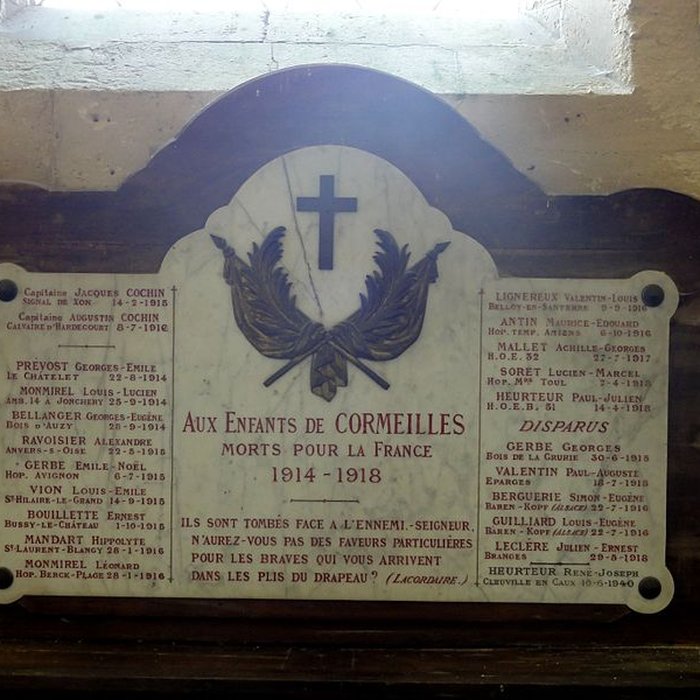 Capitaine JACQUES COCHIN
SIGNAL DE XON 14-2-1915
Capitaine AUGUSTIN COCHIN
CALVAIRE D'HARDECOURT 8-7-1916
PREVOST GEORGES-EMILE
LE CHÂTELET 22-8-1914
MONMIREL LOUIS-LUCIEN
AMB. 14 A JONCHERY 25-9-1914
BELLANGER GEORGES-EUGÈNE
BOIS D'AUZY 28-9-1914
RAVOISIER ALEXANDRE
ANVERS-S-OISE 22-5-1915
GERBE EMILE-NOËL
HOP. AVIGNON 6-7-1915
VION LOUIS-EMILE
ST HILAIRE-LE-GRAND 14-9-1915
BOUILLETTE ERNEST
BUSSY-LE-CHÂTEAU 1-10-1915
MANDART HIPPOLYTE
ST LAURENT-BLANGY 28-1-1916
MONMIREL LÉONARD
HOP. BERCK-PLAGE 28-1-1916
AUX ENFANTS DE CORMEILLES
MORTS POUR LA FRANCE
1914-1918
ILS SONT TOMBÉS FACE A L'ENNEMI.-SEIGNEUR,
N'AUREZ-VOUS PAS DES FAVEURS PARTICULIÈRES
POUR LES BRAVES QUI VOUS ARRIVENT
DANS LES PLIS DU DRAPEAU? (LACORDAIRE.)
LIGNEREUX VALENTIN-LOUIS
BELLOY-EN-SANTERRE 9-9-1916
ANTIN MAURICE-EDOUARD
HOP. TEMP. AMIENS 6-10-1916
MALLET ACHILLE-GEORGES
H.O.E. 32 27-7-1917
SORET LUCIEN-MARCEL
HOP. MRE TOUL 7-4-1918
HEURTEUR PAUL-JULIEN
H.O.E.B. 51 14-4-1918
DISPARUS
GERBE GEORGES
BOIS DE LA GRURIE 30-6-1915
VALENTIN PAUL-AUGUSTE
EPARGES 18-7-1915
BERGUERIE SIMON-EUGÈNE
BAREN-KOPF (ALSACE) 22-7-1916
GUILLIARD LOUIS-EUGÈNE
BAREN-KOPF (ALSACE) 22-7-1916
LECLÈRE JULIEN-ERNEST
BRANGES 29-5-1918
HEURTEUR RENÉ-JOSEPH
CLEUVILLE EN CAUX 10-6-1940